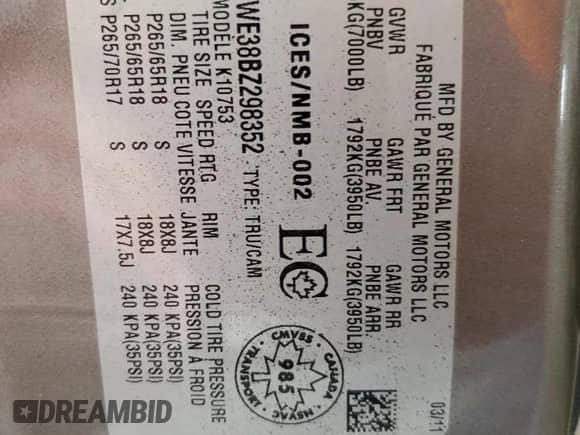 MFD BY GENERAL MOTORS LLC
FABRIQUÉ PAR GENERAL MOTORS LLC
03/11
GVWR GAWR FRT GAWR RR
PNBV PNBE AV. PNBE ARR.
KG(7000LB) 1792KG(3950LB) 1792KG(3950LB)
ICES/NMB-002
EC
CANADA
TRANSPORT
CMVSS
NSVAC
985
WE38BZ298352 TYPE: TRU/CAM
MODÈLE K10753
TIRE SIZE SPEED RTG RIM COLD TIRE PRESSURE
DIM. PNEU COTE VITESSE JANTE PRESSION À FROID
P265/65R18 S 18X8J 240 KPA(35PSI)
P265/65R18 S 18X8J 240 KPA(35PSI)
S P265/70R17 S 17X7.5J 240 KPA(35PSI)
DREAMBID